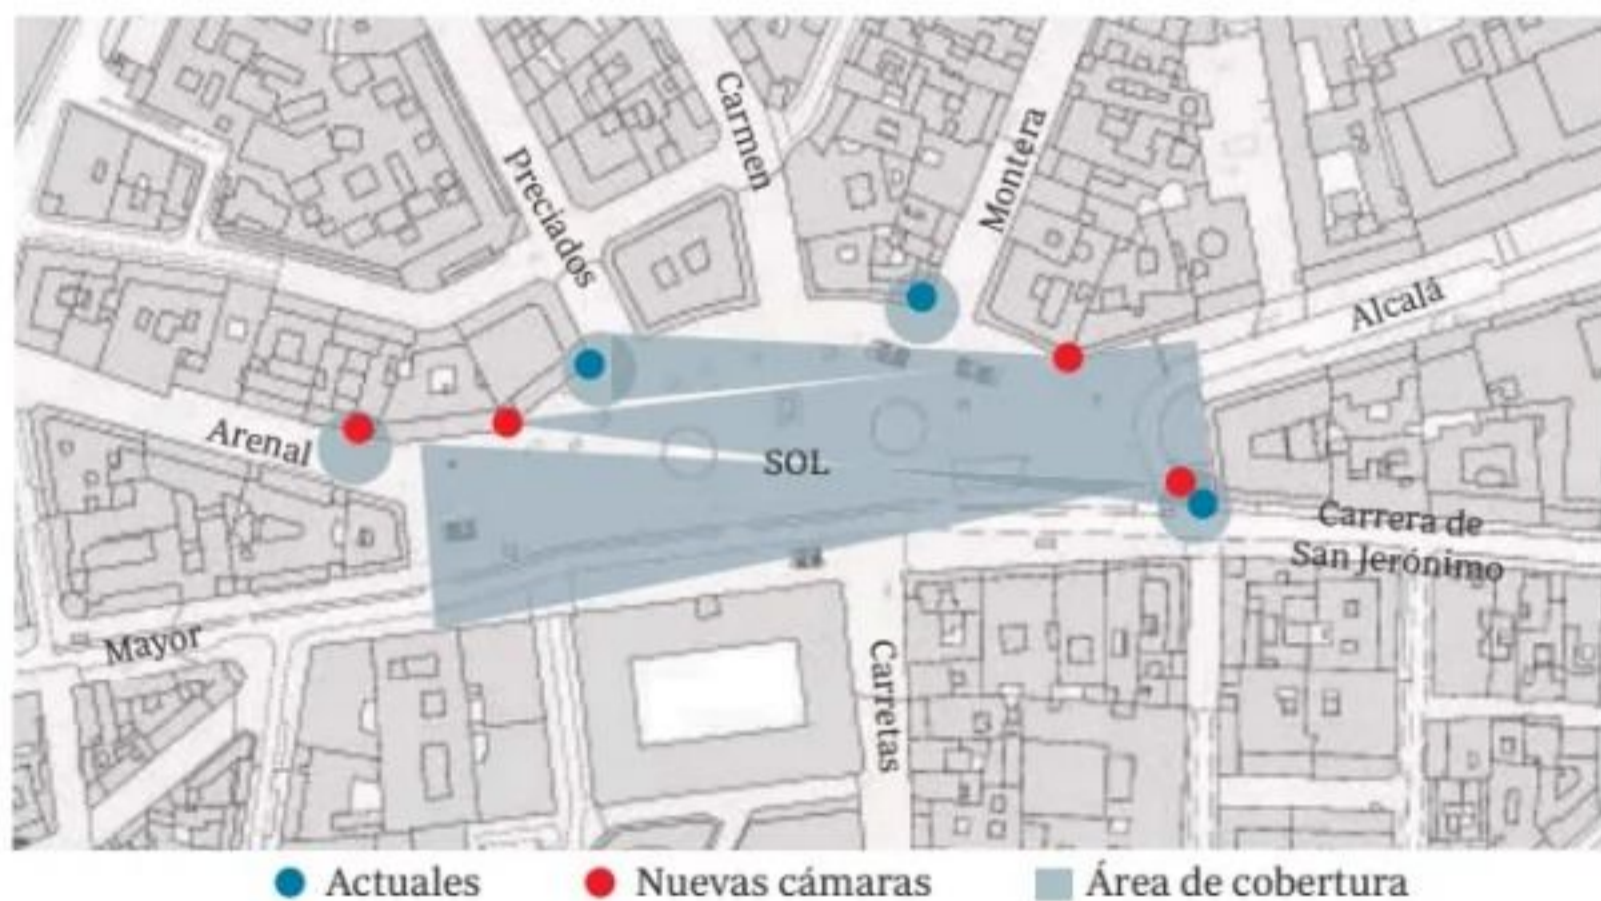 Carmen
Montera
Preciados
Alcalá
Arenal
SOL
Carrera de
San Jerónimo
Mayor
Carretas
Actuales
Nuevas cámaras
Área de cobertura